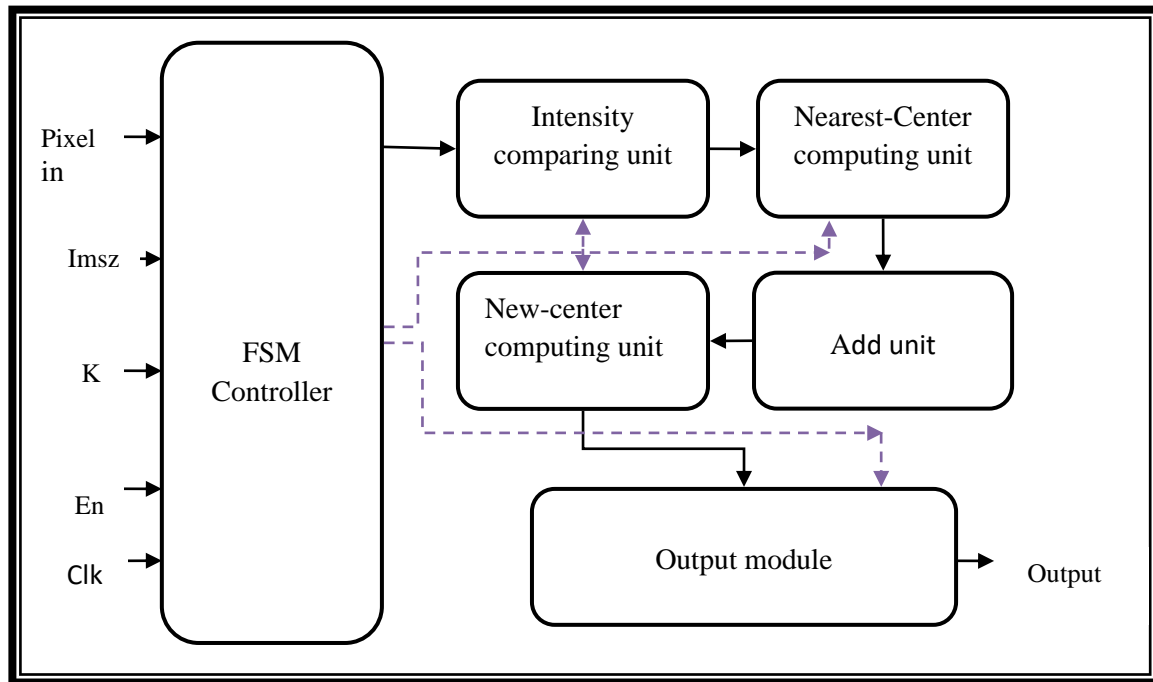 Pixel
in
Imsz
K
En
Clk
FSM
Controller
Intensity
comparing unit
Nearest-Center
computing unit
New-center
computing unit
Add unit
Output module
Output